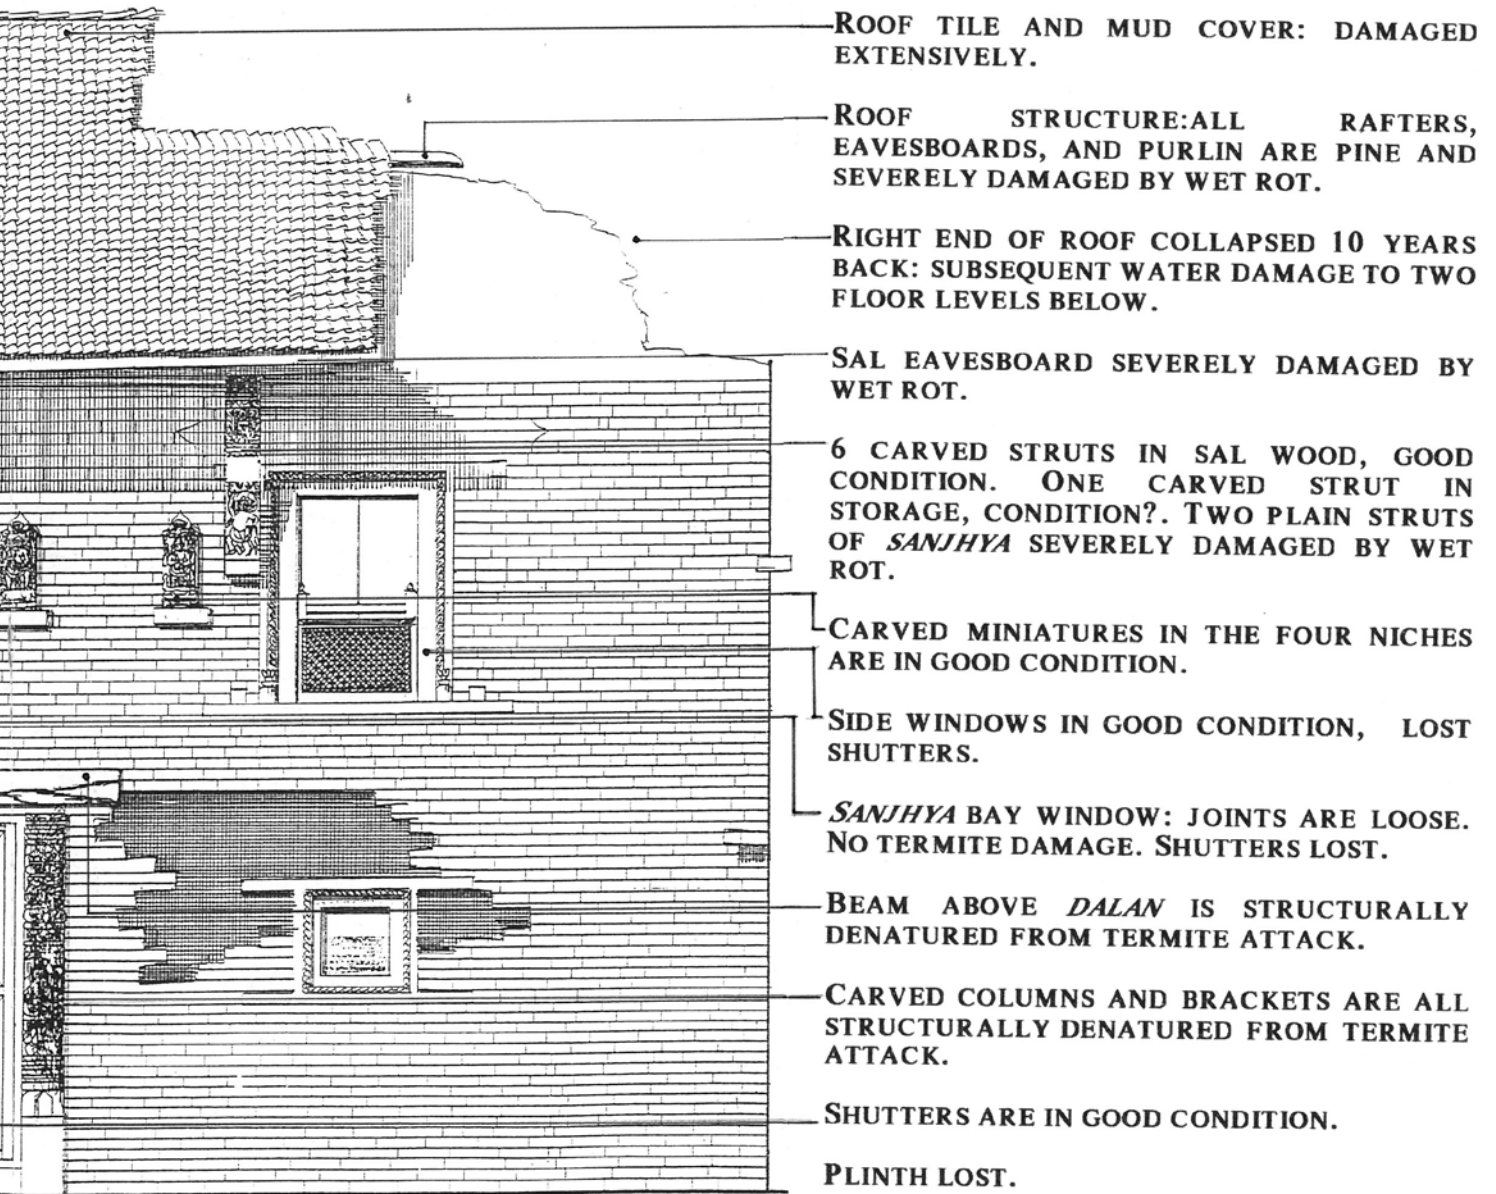 ROOF TILE AND MUD COVER: DAMAGED
EXTENSIVELY.
ROOF STRUCTURE:ALL RAFTERS,
EAVESBOARDS, AND PURLIN ARE PINE AND
SEVERELY DAMAGED BY WET ROT.
RIGHT END OF ROOF COLLAPSED 10 YEARS
BACK: SUBSEQUENT WATER DAMAGE TO TWO
FLOOR LEVELS BELOW.
SAL EAVESBOARD SEVERELY DAMAGED BY
WET ROT.
6 CARVED STRUTS IN SAL WOOD, GOOD
CONDITION. ONE CARVED STRUT IN
STORAGE, CONDITION?. TWO PLAIN STRUTS
OF SANJHYA SEVERELY DAMAGED BY WET
ROT.
CARVED MINIATURES IN THE FOUR NICHES
ARE IN GOOD CONDITION.
SIDE WINDOWS IN GOOD CONDITION, LOST
SHUTTERS.
SANJHYA BAY WINDOW: JOINTS ARE LOOSE.
NO TERMITE DAMAGE. SHUTTERS LOST.
BEAM ABOVE DALAN IS STRUCTURALLY
DENATURED FROM TERMITE ATTACK.
CARVED COLUMNS AND BRACKETS ARE ALL
STRUCTURALLY DENATURED FROM TERMITE
ATTACK.
SHUTTERS ARE IN GOOD CONDITION.
PLINTH LOST.